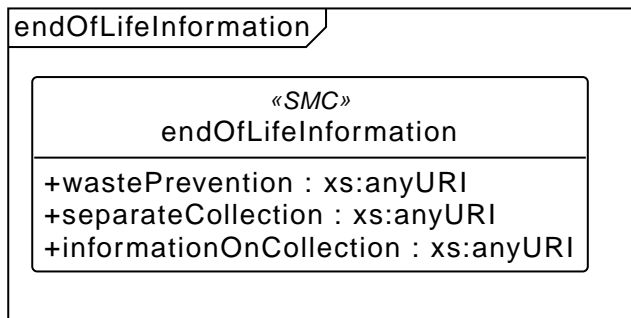 endOfLifeInformation
«SMC»
endOfLifeInformation
+wastePrevention : xs:anyURI
+separateCollection : xs:anyURI
+informationOnCollection : xs:anyURI